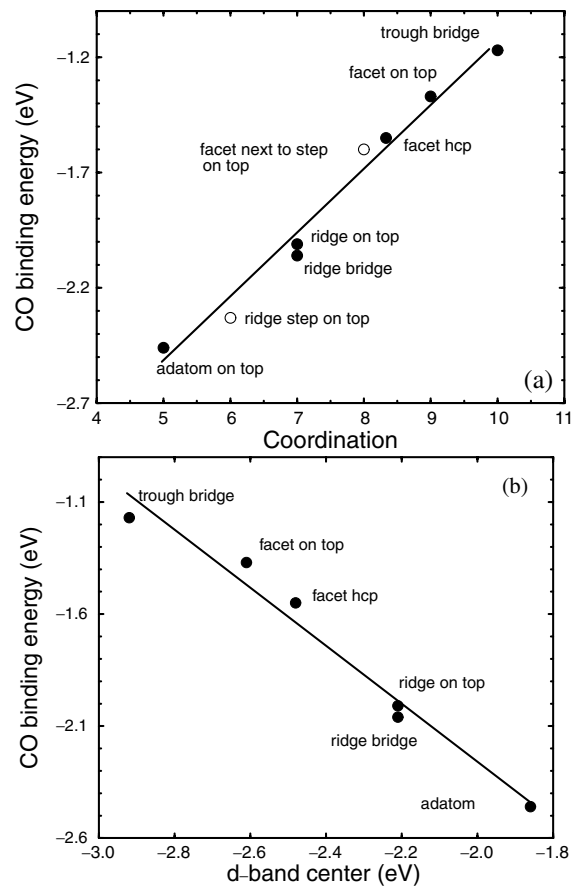 (a)
trough bridge
facet on top
facet hcp
facet next to step
on top
ridge on top
ridge bridge
ridge step on top
adatom on top
CO binding energy (eV)
−1.2
−1.7
−2.2
−2.7
4 5 6 7 8 9 10 11
Coordination
(b)
trough bridge
facet on top
facet hcp
ridge on top
ridge bridge
adatom
CO binding energy (eV)
−1.1
−1.6
−2.1
−2.6
−3.0 −2.8 −2.6 −2.4 −2.2 −2.0 −1.8
d−band center (eV)